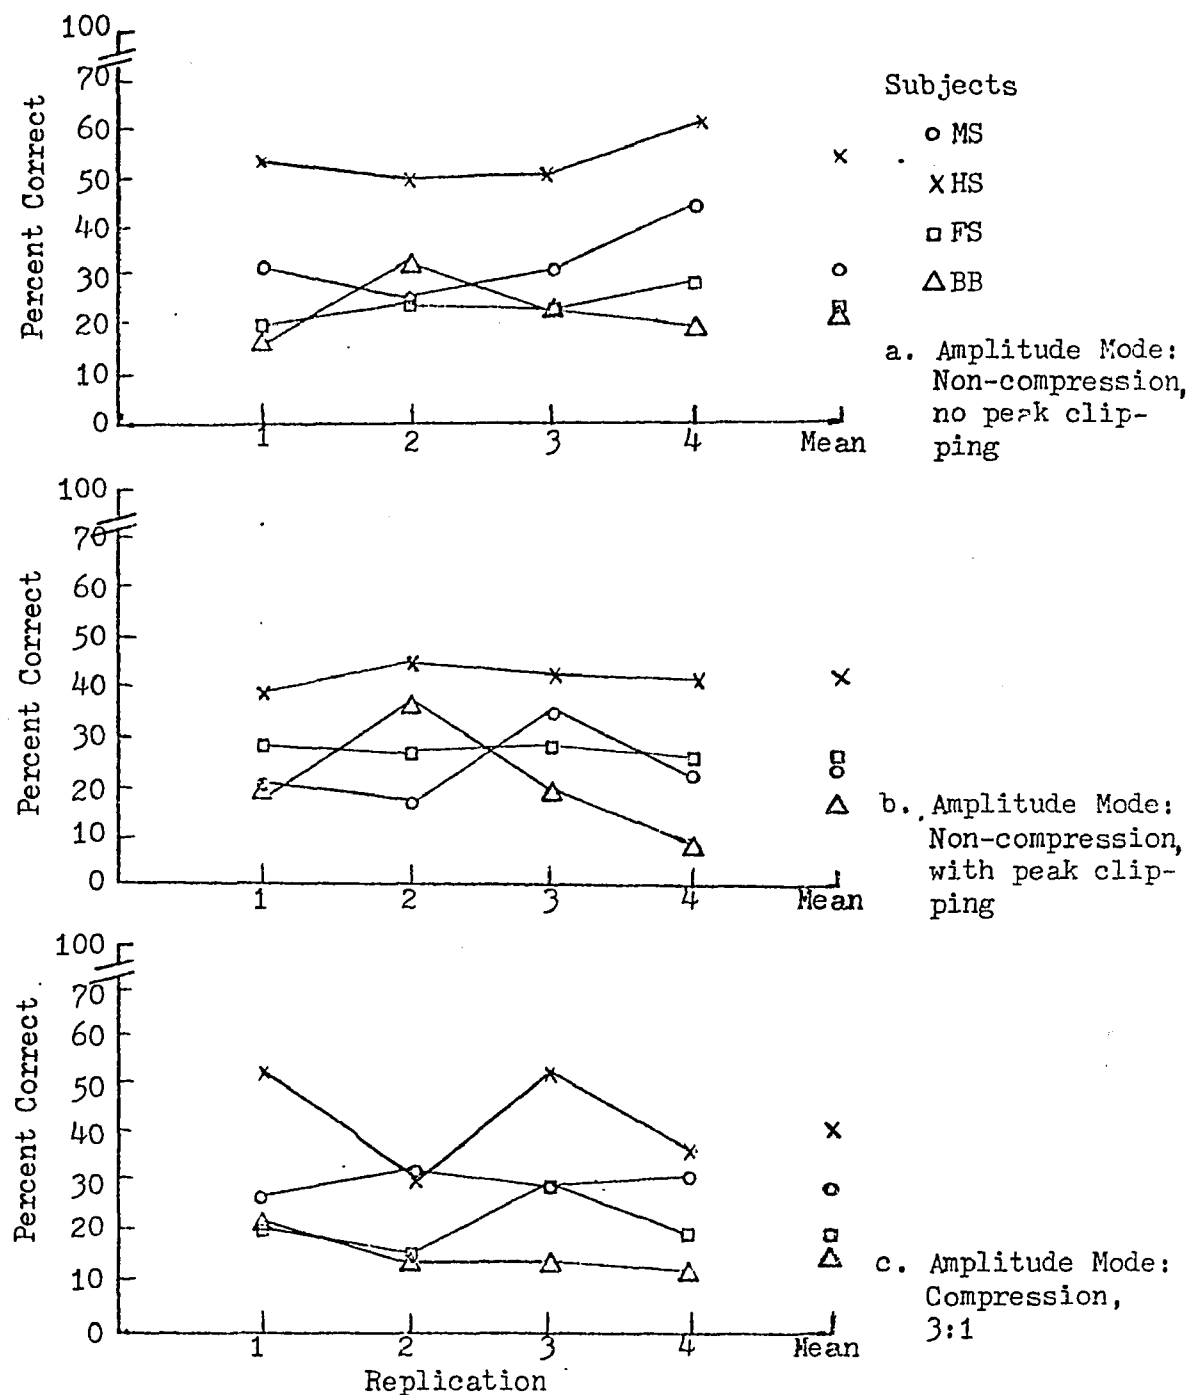 100
70
60
50
40
30
20
10
0
Percent Correct
1 2 3 4 Mean
Subjects
MS
HS
FS
BB
a. Amplitude Mode:
Non-compression,
no peak clip-
ping
100
70
60
50
40
30
20
10
0
Percent Correct
1 2 3 4 Mean
b. Amplitude Mode:
Non-compression,
with peak clip-
ping
100
70
60
50
40
30
20
10
0
Percent Correct
1 2 3 4 Mean
Replication
c. Amplitude Mode:
Compression,
3:1